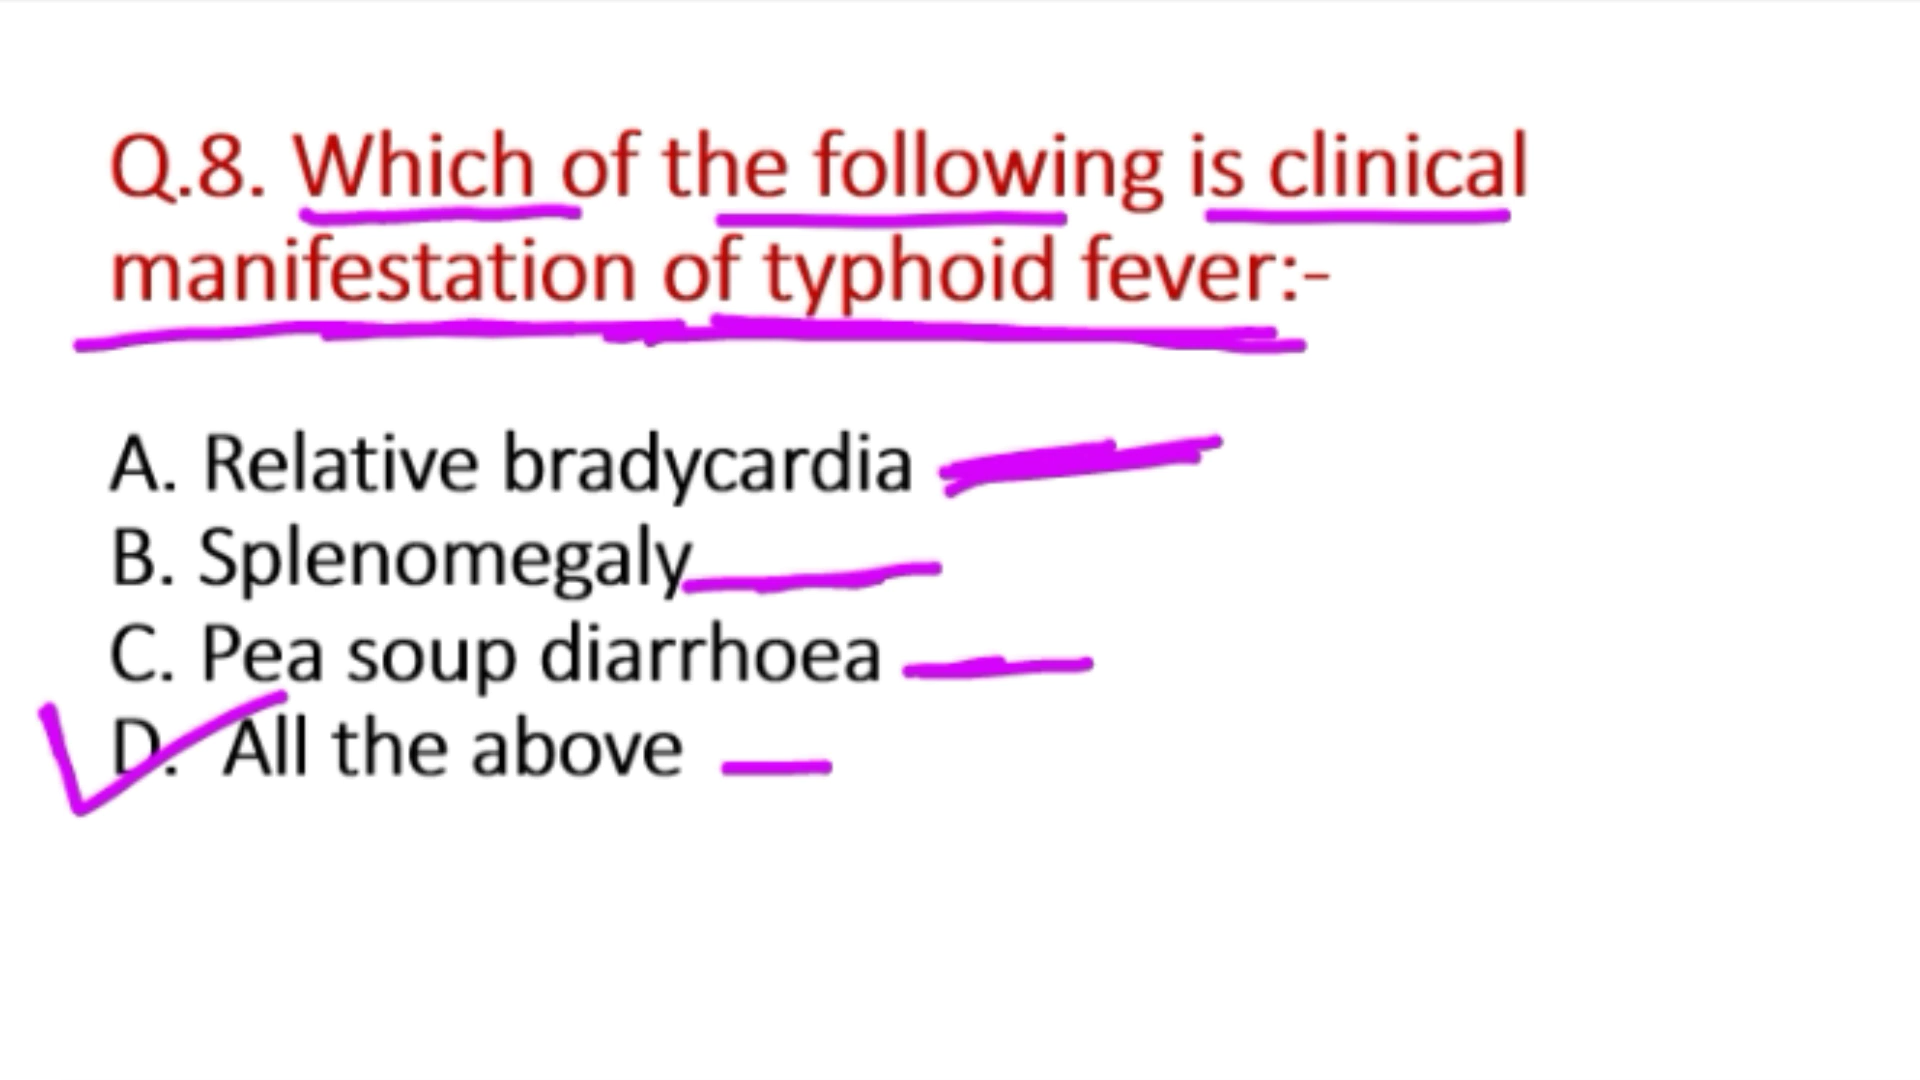 Q.8. Which of the following is clinical
manifestation of typhoid fever:-
A. Relative bradycardia
B. Splenomegaly
C. Pea soup diarrhoea
D. All the above